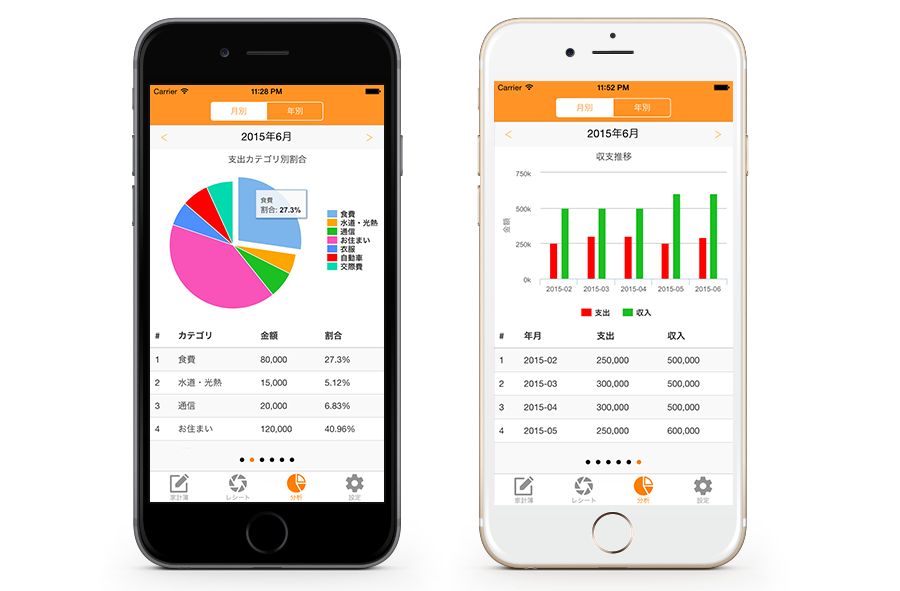 Carrier 11:28 PM
月別 年別
< 2015年6月 >
支出カテゴリ別割合
食費
割合: 27.3%
食費
水道・光熱
通信
お住まい
衣服
自動車
交際費
# カテゴリ 金額 割合
1 食費 80,000 27.3%
2 水道・光熱 15,000 5.12%
3 通信 20,000 6.83%
4 お住まい 120,000 40.96%
家計簿 レシート 分析 設定
Carrier 11:52 PM
月別 年別
< 2015年6月 >
収支推移
750k
500k
250k
0k
金額
2015-02 2015-03 2015-04 2015-05 2015-06
支出 収入
# 年月 支出 収入
1 2015-02 250,000 500,000
2 2015-03 300,000 500,000
3 2015-04 300,000 500,000
4 2015-05 250,000 600,000
家計簿 レシート 分析 設定